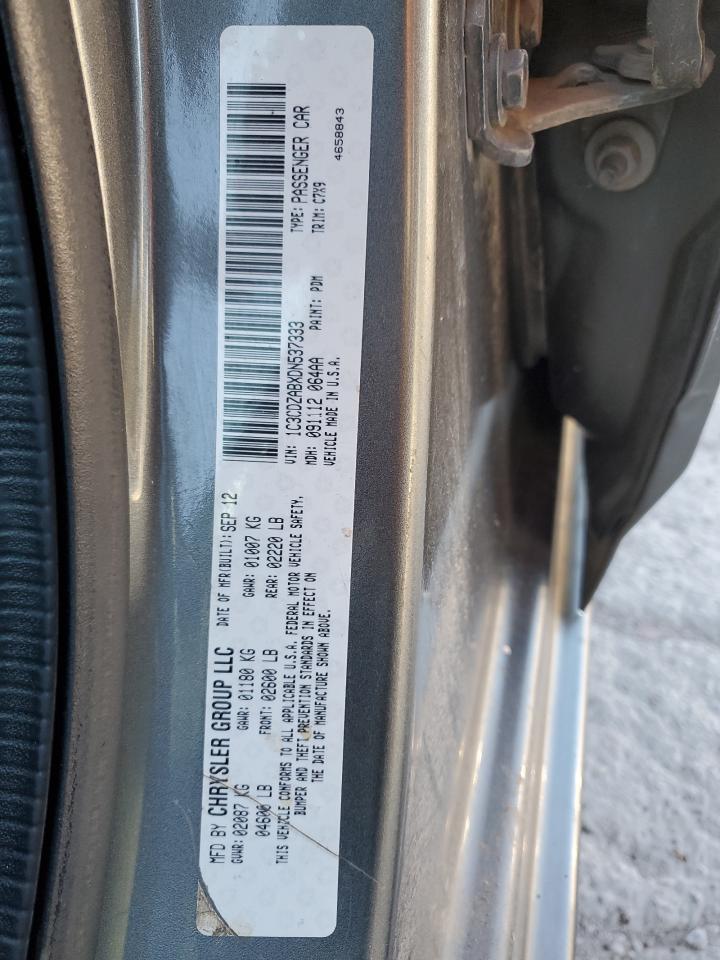 MFD BY CHRYSLER GROUP LLC DATE OF MFR(BUILT): SEP 12
GVWR: 02087 KG GAWR: 01180 KG GAWR: 01007 KG
04600 LB FRONT: 02600 LB REAR: 02220 LB
THIS VEHICLE CONFORMS TO ALL APPLICABLE U.S.A. FEDERAL MOTOR VEHICLE SAFETY,
BUMPER AND THEFT PREVENTION STANDARDS IN EFFECT ON
THE DATE OF MANUFACTURE SHOWN ABOVE.
VIN: 1C3CDZABXDN537333 TYPE: PASSENGER CAR
MDH: 091112 064AA PAINT: PDM TRIM: C7X9
VEHICLE MADE IN U.S.A. 4658843